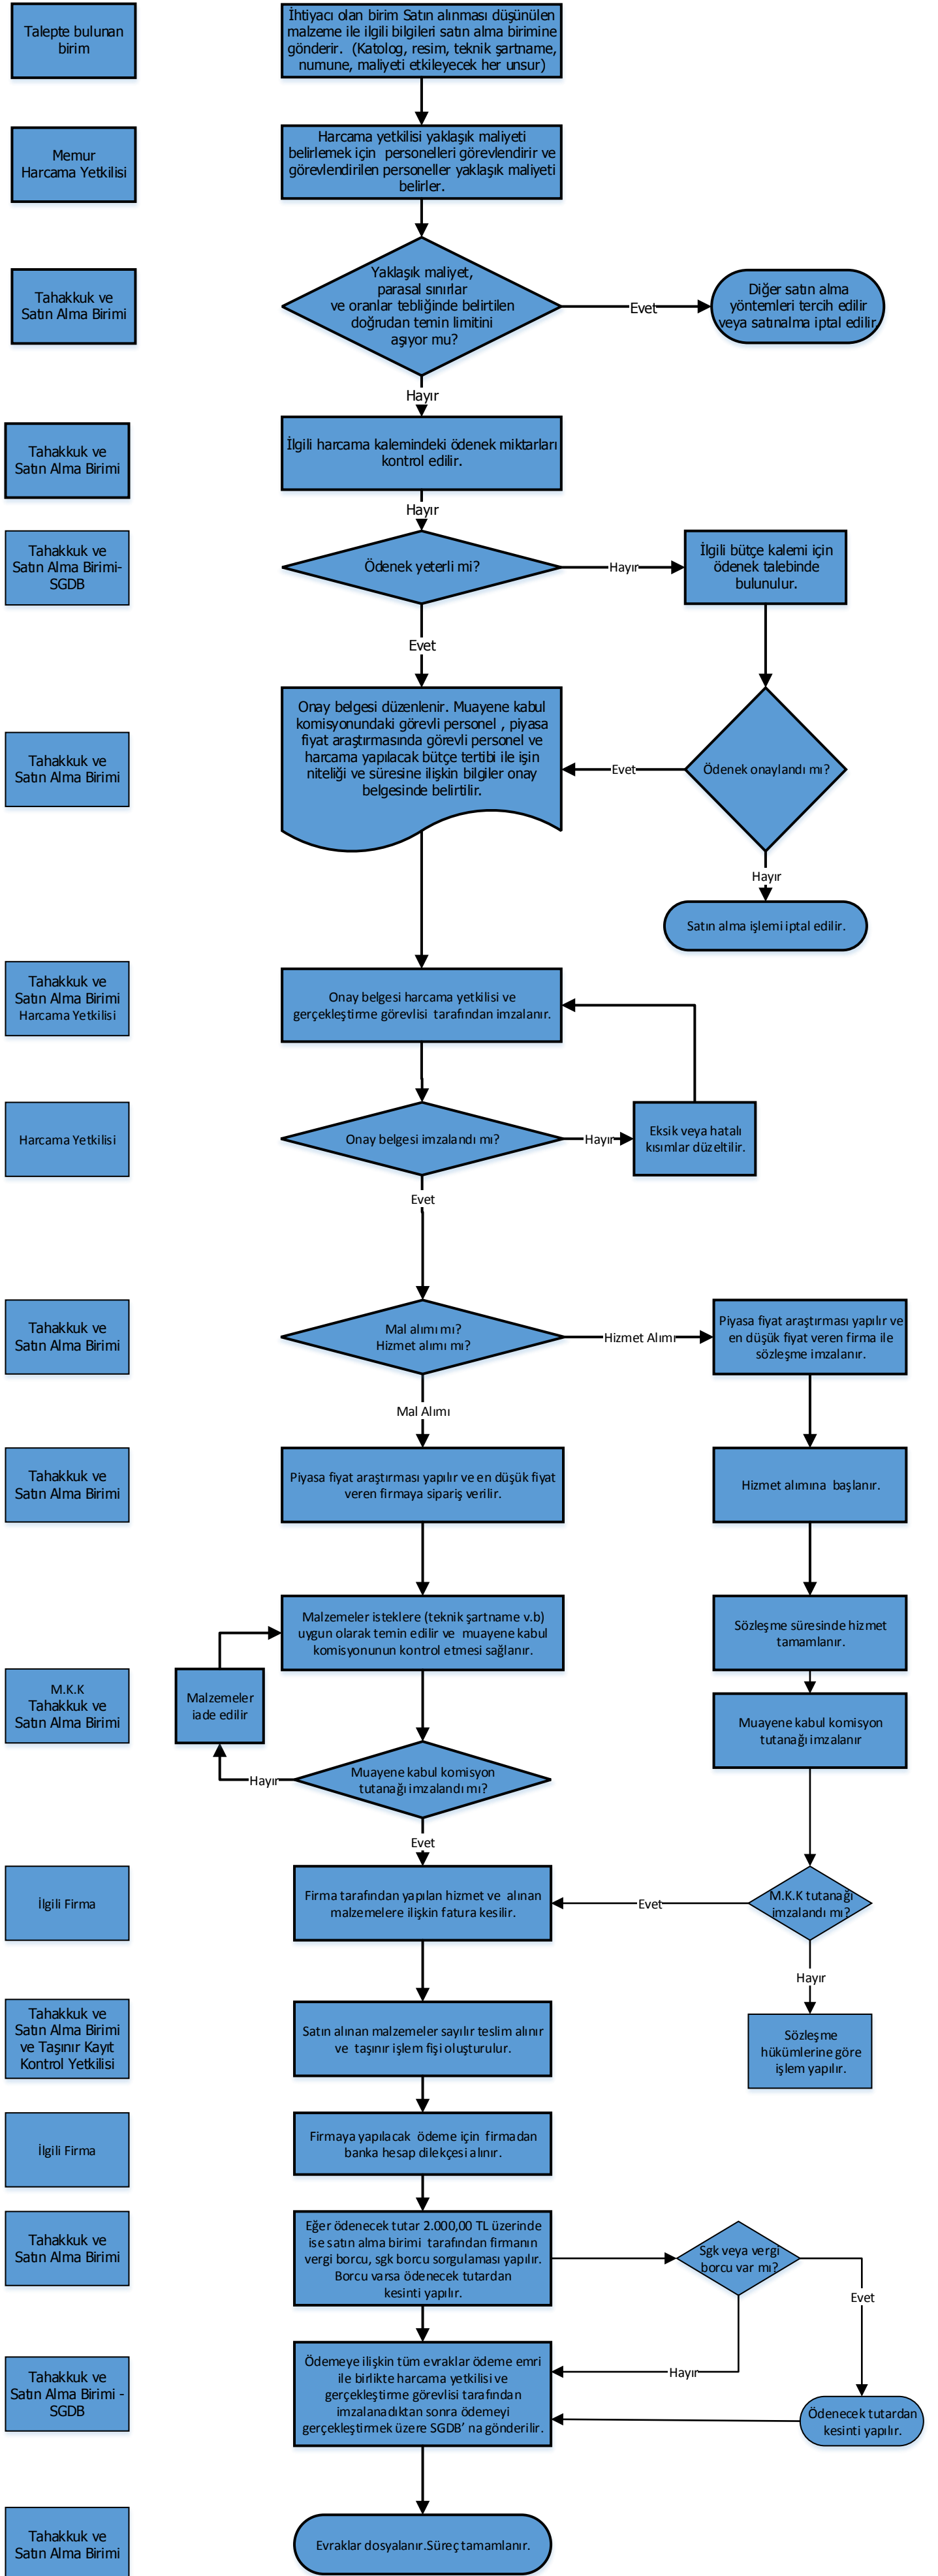 Talepte bulunan
birim
İhtiyacı olan birim Satın alınması düşünülen
malzeme ile ilgili bilgileri satın alma birimine
gönderir.  (Katolog, resim, teknik şartname,
numune, maliyeti etkileyecek her unsur)
Memur
Harcama Yetkilisi
Harcama yetkilisi yaklaşık maliyeti
belirlemek için  personelleri görevlendirir ve
görevlendirilen personeller yaklaşık maliyeti
belirler.
Tahakkuk ve
Satın Alma Birimi
Yaklaşık maliyet,
parasal sınırlar
ve oranlar tebliğinde belirtilen
doğrudan temin limitini
aşıyor mu?
Evet
Diğer satın alma
yöntemleri tercih edilir
veya satınalma iptal edilir.
Hayır
Tahakkuk ve
Satın Alma Birimi
İlgili harcama kalemindeki ödenek miktarları
kontrol edilir.
Hayır
Tahakkuk ve
Satın Alma Birimi-
SGDB
Ödenek yeterli mi?
Hayır
İlgili bütçe kalemi için
ödenek talebinde
bulunulur.
Evet
Tahakkuk ve
Satın Alma Birimi
Onay belgesi düzenlenir. Muayene kabul
komisyonundaki görevli personel , piyasa
fiyat araştırmasında görevli personel ve
harcama yapılacak bütçe tertibi ile işin
niteliği ve süresine ilişkin bilgiler onay
belgesinde belirtilir.
Evet
Ödenek onaylandı mı?
Hayır
Satın alma işlemi iptal edilir.
Tahakkuk ve
Satın Alma Birimi
Harcama Yetkilisi
Onay belgesi harcama yetkilisi ve
gerçekleştirme görevlisi  tarafından imzalanır.
Harcama Yetkilisi
Onay belgesi imzalandı mı?
Hayır
Eksik veya hatalı
kısımlar düzeltilir.
Evet
Tahakkuk ve
Satın Alma Birimi
Mal alımı mı?
Hizmet alımı mı?
Hizmet Alımı
Piyasa fiyat araştırması yapılır ve
en düşük fiyat veren firma ile
sözleşme imzalanır.
Mal Alımı
Tahakkuk ve
Satın Alma Birimi
Piyasa fiyat araştırması yapılır ve en düşük fiyat
veren firmaya sipariş verilir.
Hizmet alımına  başlanır.
Malzemeler isteklere (teknik şartname v.b)
uygun olarak temin edilir ve  muayene kabul
komisyonunun kontrol etmesi sağlanır.
Sözleşme süresinde hizmet
tamamlanır.
M.K.K
Tahakkuk ve
Satın Alma Birimi
Malzemeler
iade edilir
Muayene kabul komisyon
tutanağı imzalanır
Hayır
Muayene kabul komisyon
tutanağı imzalandı mı?
Evet
İlgili Firma
Firma tarafından yapılan hizmet ve  alınan
malzemelere ilişkin fatura kesilir.
Evet
M.K.K tutanağı
imzalandı mı?
Hayır
Tahakkuk ve
Satın Alma Birimi
ve Taşınır Kayıt
Kontrol Yetkilisi
Satın alınan malzemeler sayılır teslim alınır
ve  taşınır işlem fişi oluşturulur.
Sözleşme
hükümlerine göre
işlem yapılır.
İlgili Firma
Firmaya yapılacak  ödeme için  firmadan
banka hesap dilekçesi alınır.
Tahakkuk ve
Satın Alma Birimi
Eğer ödenecek tutar 2.000,00 TL üzerinde
ise satın alma birimi  tarafından firmanın
vergi borcu, sgk borcu sorgulaması yapılır.
Borcu varsa ödenecek tutardan
kesinti yapılır.
Sgk veya vergi
borcu var mı?
Evet
Hayır
Tahakkuk ve
Satın Alma Birimi -
SGDB
Ödemeye ilişkin tüm evraklar ödeme emri
ile birlikte harcama yetkilisi ve
gerçekleştirme görevlisi tarafından
imzalanadıktan sonra ödemeyi
gerçekleştirmek üzere SGDB’ na gönderilir.
Ödenecek tutardan
kesinti yapılır.
Tahakkuk ve
Satın Alma Birimi
Evraklar dosyalanır.Süreç tamamlanır.